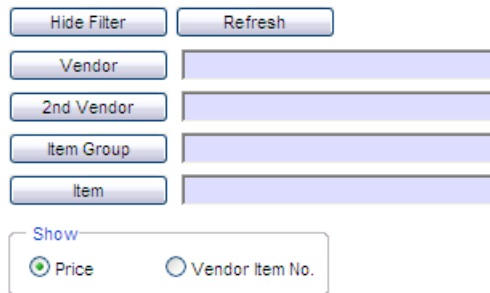 Hide Filter Refresh
Vendor
2nd Vendor
Item Group
Item
Show
Price Vendor Item No.